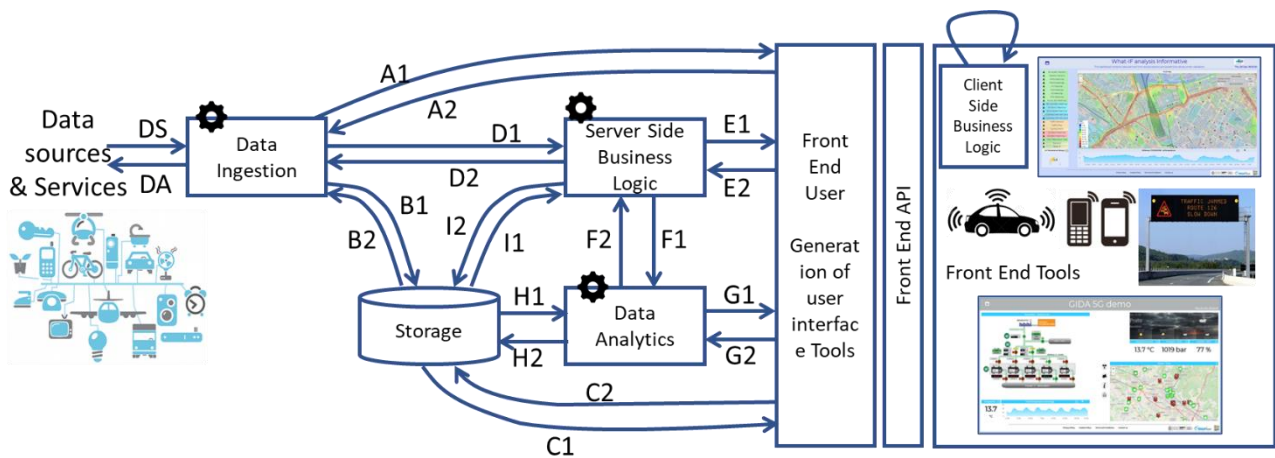 A1
A2
Data
sources
& Services
DS
DA
Data
Ingestion
D1
D2
Server Side
Business
Logic
E1
E2
B1
B2
I2
I1
F2
F1
Storage
H1
H2
Data
Analytics
G1
G2
C2
C1
Front
End
User
Generat
ion of
user
interfac
e Tools
Front End API
Client
Side
Business
Logic
What-IF analysis informative
TRAFFIC JAMMED
ROUTE 126
SLOW DOWN
Front End Tools
GIDA 5G demo
13.7 °C
1019 bar
77 %
13.7
°C